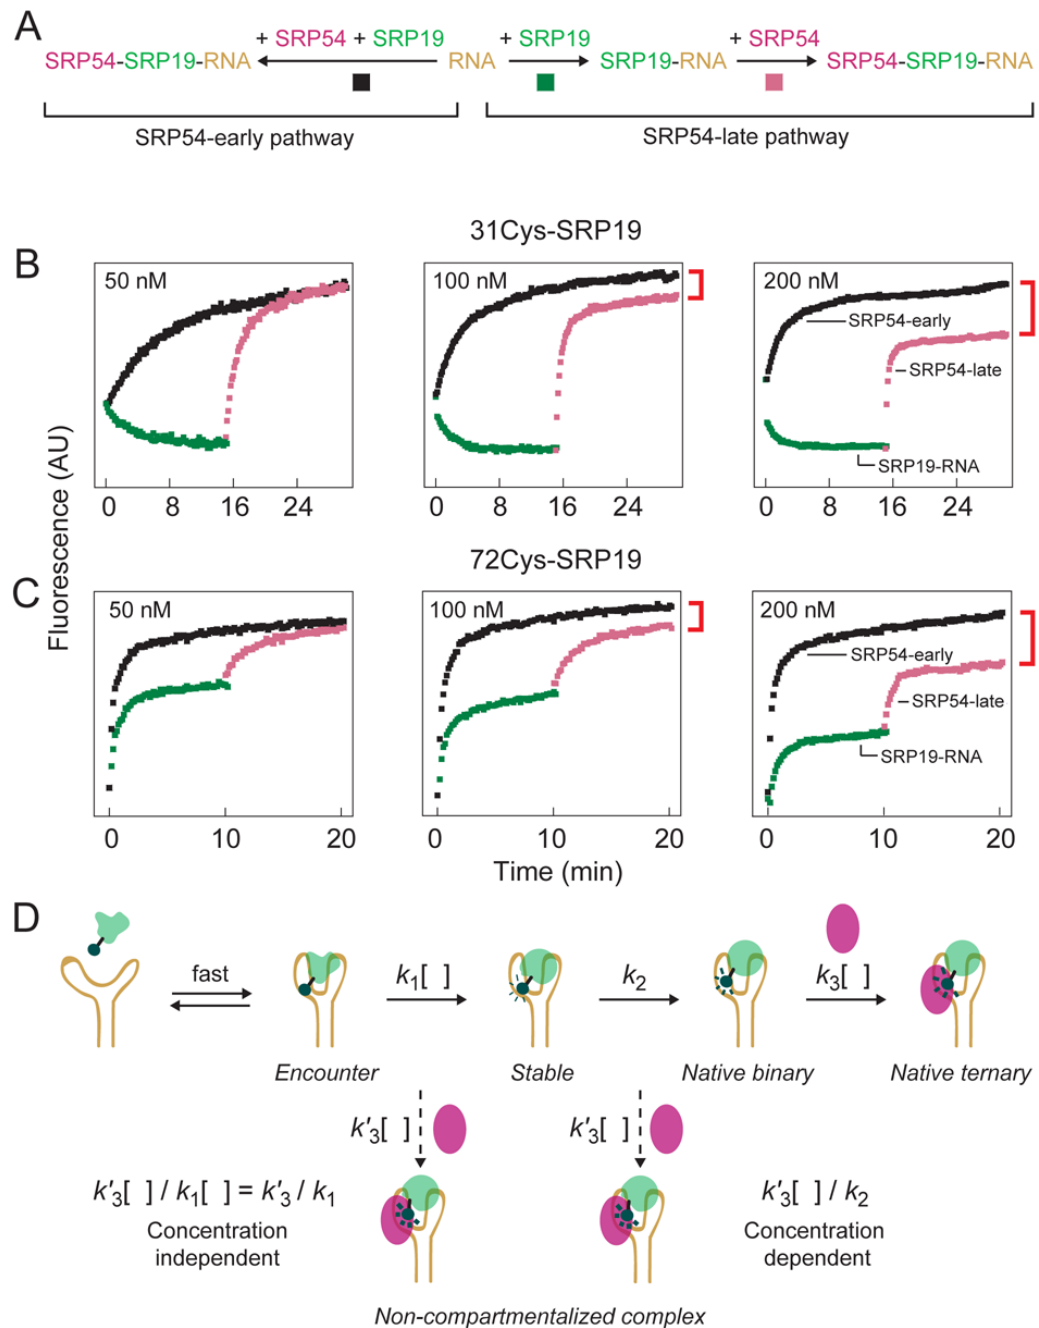 A
+ SRP54 + SRP19
+ SRP19
+ SRP54
SRP54-SRP19-RNA
RNA
SRP19-RNA
SRP54-SRP19-RNA
SRP54-early pathway
SRP54-late pathway
31Cys-SRP19
B
50 nM
100 nM
200 nM
SRP54-early
SRP54-late
SRP19-RNA
0 8 16 24
0 8 16 24
0 8 16 24
Fluorescence (AU)
72Cys-SRP19
C
50 nM
100 nM
200 nM
SRP54-early
SRP54-late
SRP19-RNA
0 10 20
0 10 20
0 10 20
Time (min)
D
fast
k₁[ ]
k₂
k₃[ ]
Encounter
Stable
Native binary
Native ternary
k′₃[ ]
k′₃[ ]
k′₃[ ] / k₁[ ] = k′₃ / k₁
Concentration
independent
k′₃[ ] / k₂
Concentration
dependent
Non-compartmentalized complex